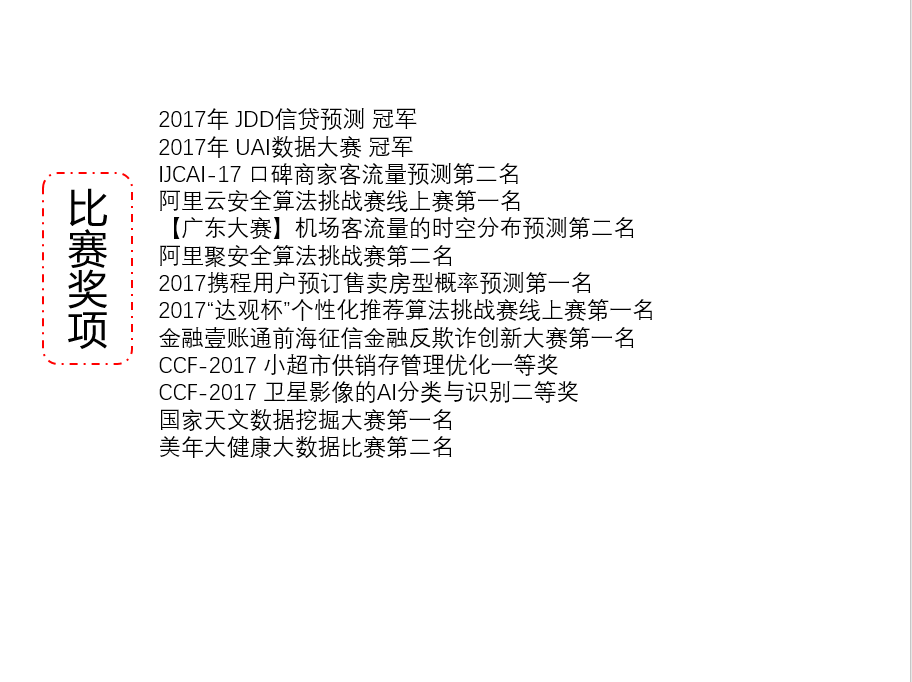 比赛奖项
2017年 JDD信贷预测 冠军
2017年 UAI数据大赛 冠军
IJCAI-17 口碑商家客流量预测第二名
阿里云安全算法挑战赛线上赛第一名
【广东大赛】机场客流量的时空分布预测第二名
阿里聚安全算法挑战赛第二名
2017携程用户预订售卖房型概率预测第一名
2017“达观杯”个性化推荐算法挑战赛线上赛第一名
金融壹账通前海征信金融反欺诈创新大赛第一名
CCF-2017 小超市供销存管理优化一等奖
CCF-2017 卫星影像的AI分类与识别二等奖
国家天文数据挖掘大赛第一名
美年大健康大数据比赛第二名